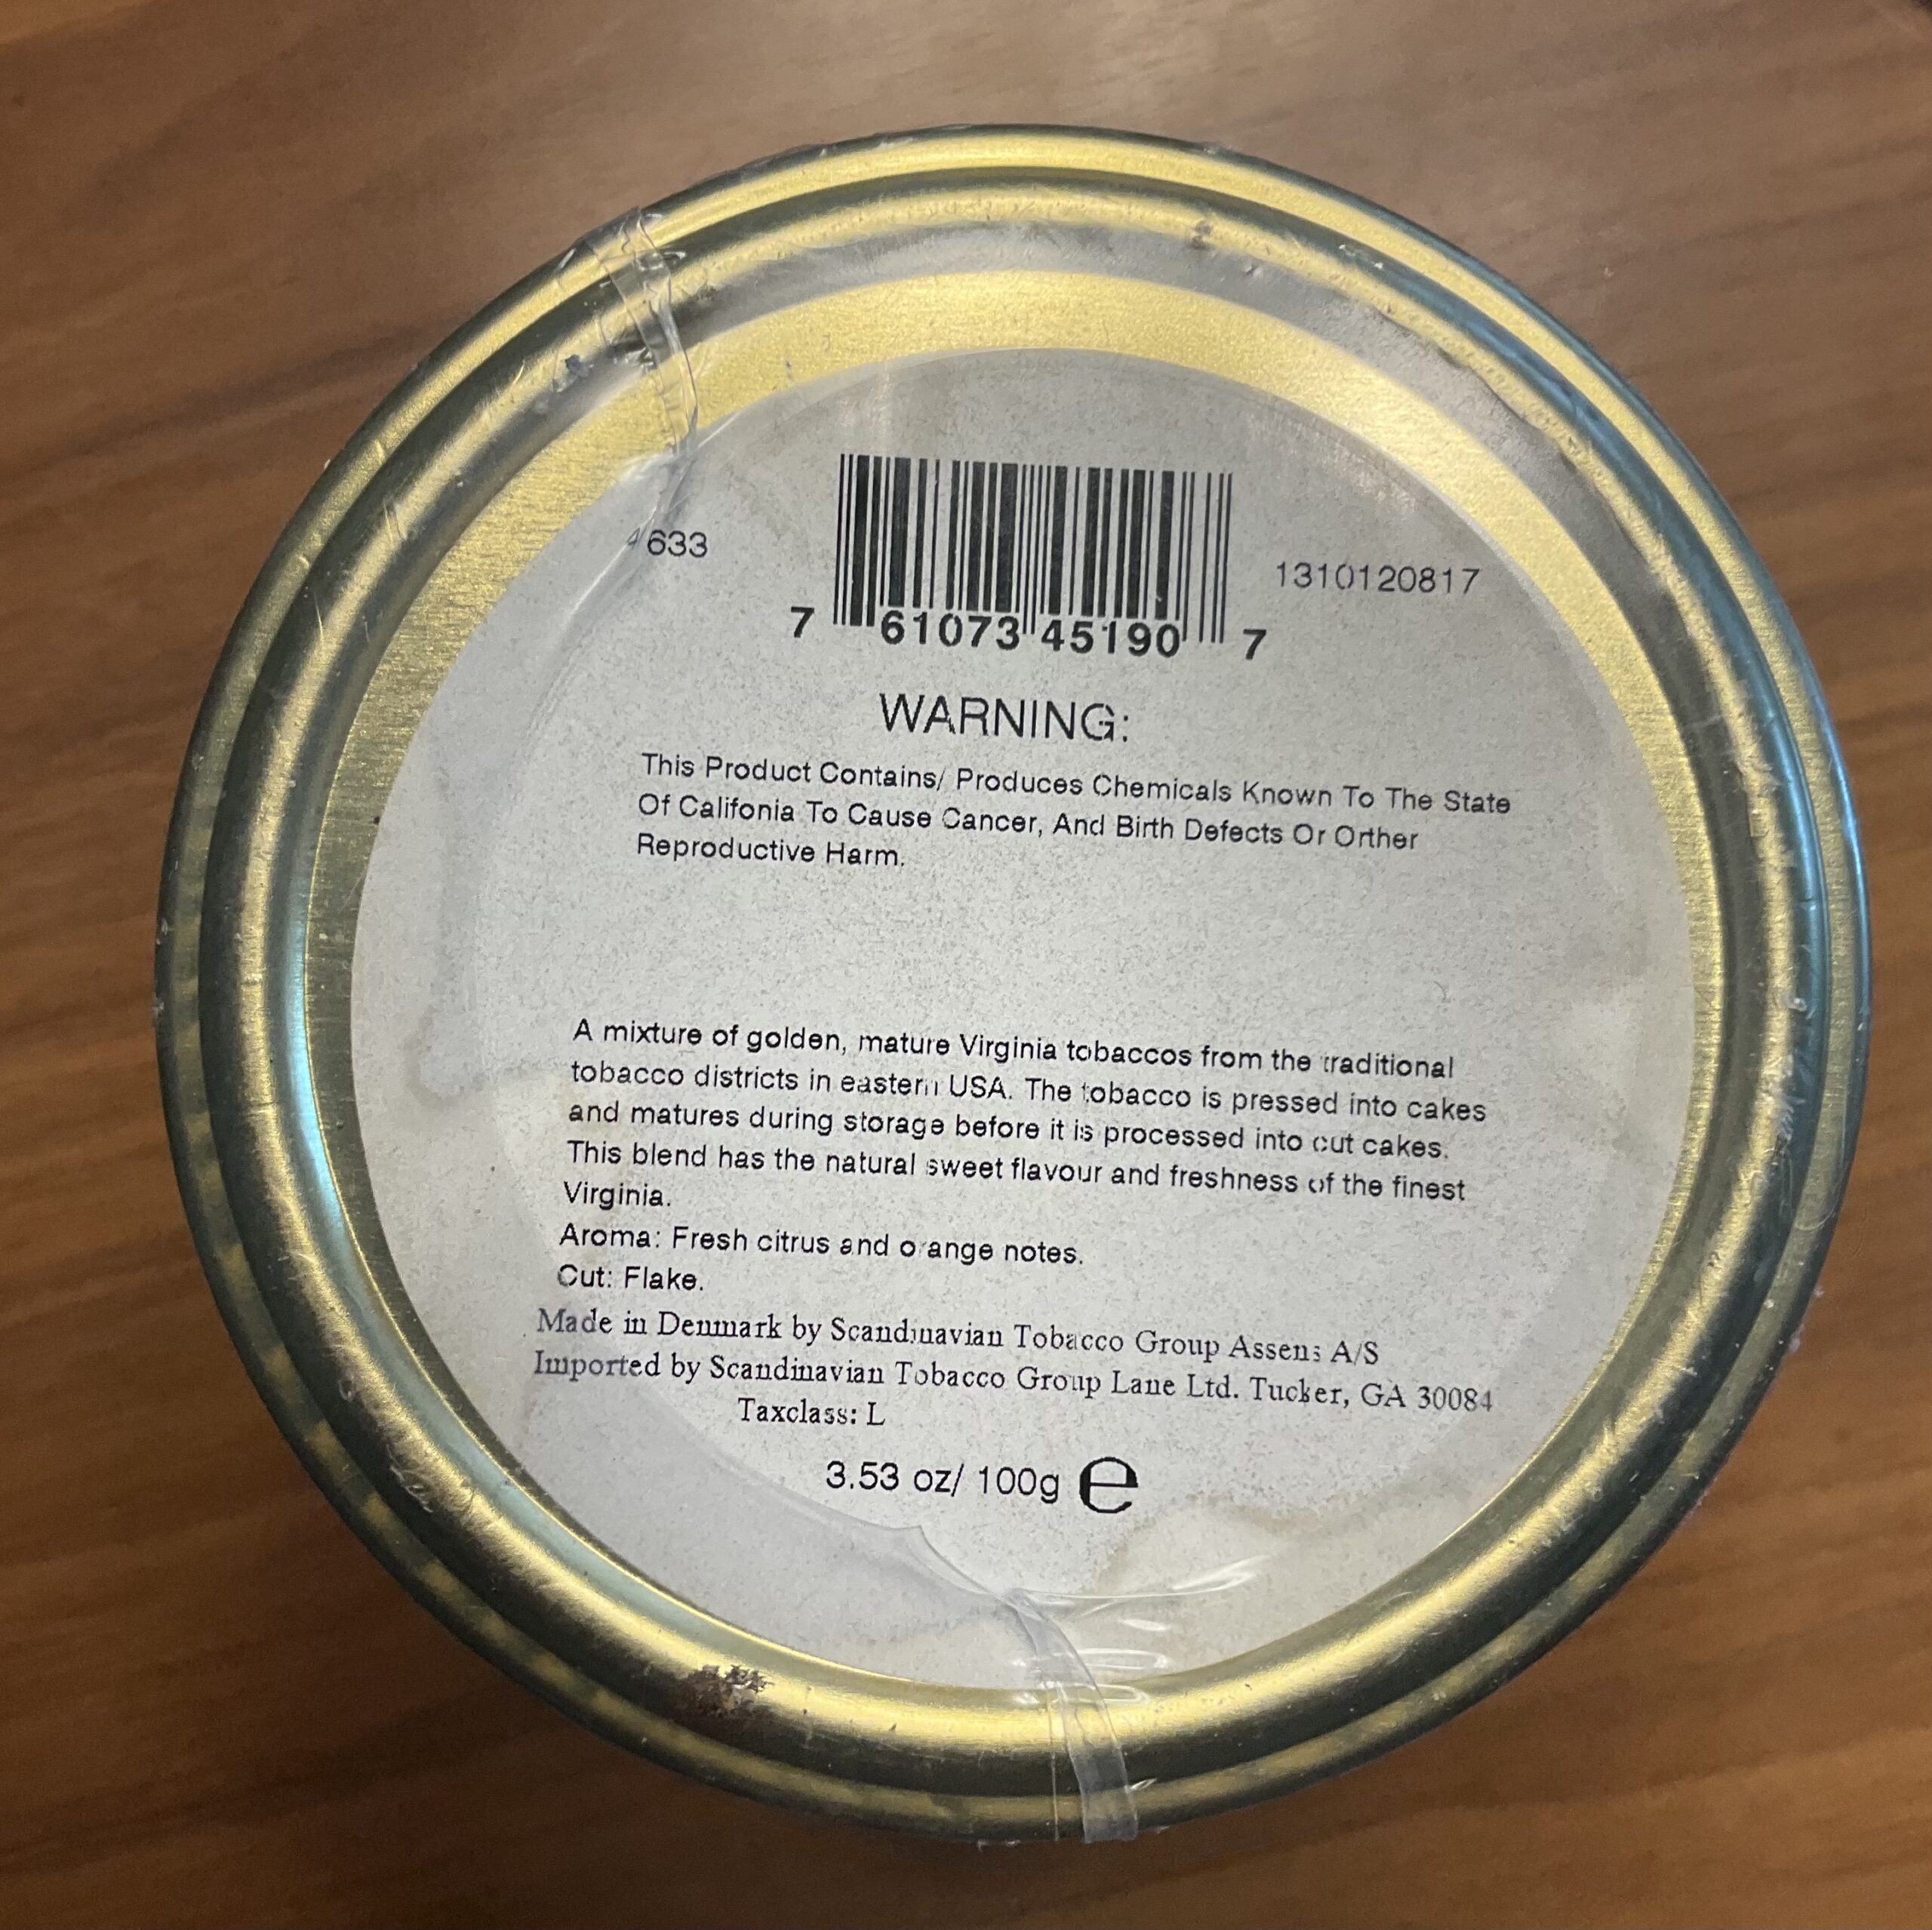 4633
1310120817
7 61073 45190 7
WARNING:
This Product Contains/ Produces Chemicals Known To The State
Of Califonia To Cause Cancer, And Birth Defects Or Orther
Reproductive Harm.
A mixture of golden, mature Virginia tobaccos from the traditional
tobacco districts in eastern USA. The tobacco is pressed into cakes
and matures during storage before it is processed into cut cakes.
This blend has the natural sweet flavour and freshness of the finest
Virginia.
Aroma: Fresh citrus and orange notes.
Cut: Flake.
Made in Denmark by Scandinavian Tobacco Group Assens A/S
Imported by Scandinavian Tobacco Group Lane Ltd. Tucker, GA 30084
Taxclass: L
3.53 oz/ 100g e